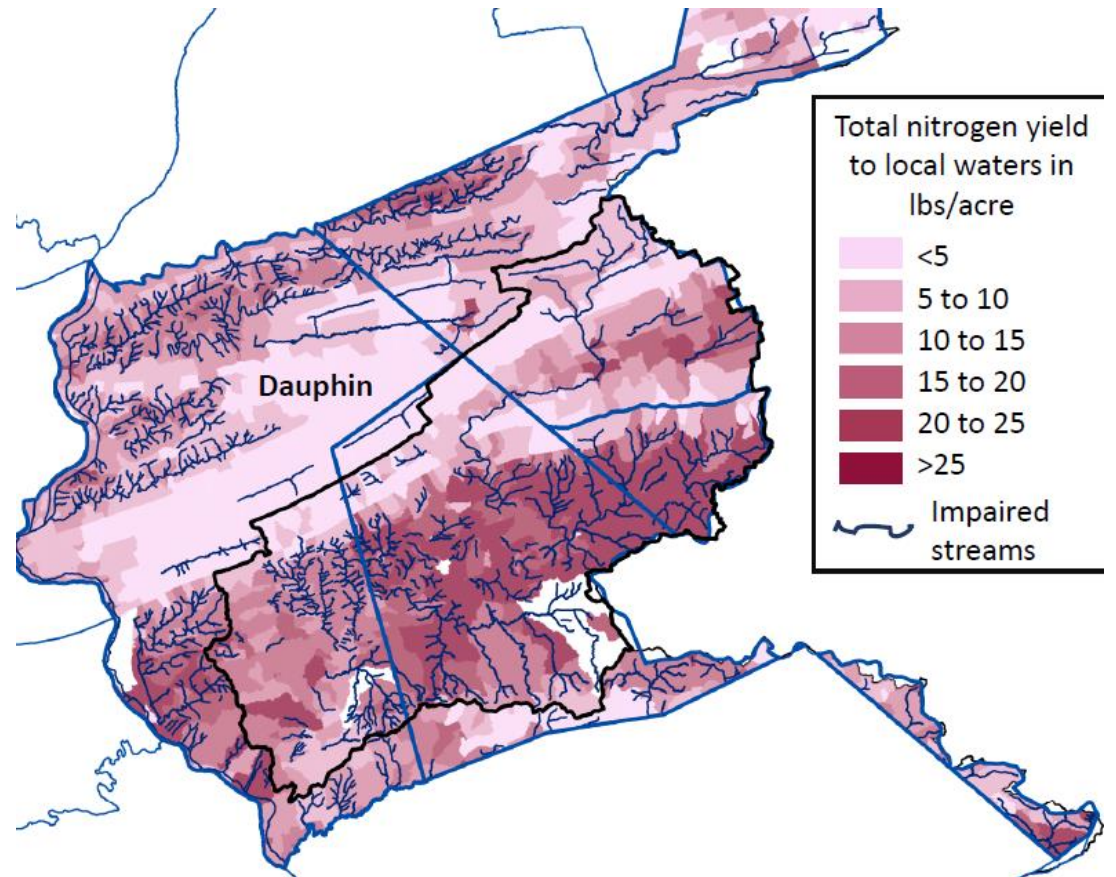 Total nitrogen yield
to local waters in
lbs/acre
<5
5 to 10
10 to 15
15 to 20
20 to 25
>25
Impaired
streams
Dauphin